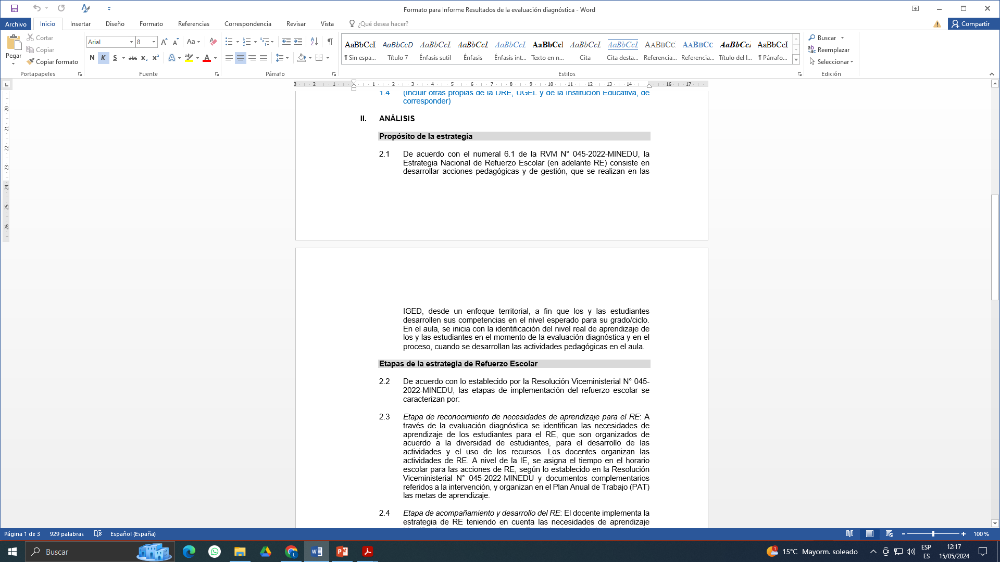 Formato para Informe Resultados de la evaluación diagnóstica - Word
Archivo Inicio Insertar Diseño Formato Referencias Correspondencia Revisar Vista ¿Qué desea hacer? Compartir
Pegar
Cortar
Copiar
Copiar formato
Portapapeles
Arial 8
N K S abc x₂ x²
Fuente
Párrafo
AaBbCcI AaBbCcD AaBbCcI AaBbCcI AaBbCcI AaBbCcI AaBbCcI AaBbCcI AABBCC AABBCC AaBbCcI AaBbCcI
¶ Sin espa... Título 7 Énfasis sutil Énfasis Énfasis int... Texto en n... Cita Cita desta... Referencia... Referencia... Título del l... ¶ Párrafo...
Estilos
Buscar
Reemplazar
Seleccionar
Edición
3 2 1 1 2 3 4 5 6 7 8 9 10 11 12 13 14 16 17
20
21
22
23
24
25
26
1.4 (Incluir otras propias de la DRE, UGEL y de la Institución Educativa, de
corresponder)
II. ANÁLISIS
Propósito de la estrategia
2.1 De acuerdo con el numeral 6.1 de la RVM N° 045-2022-MINEDU, la
Estrategia Nacional de Refuerzo Escolar (en adelante RE) consiste en
desarrollar acciones pedagógicas y de gestión, que se realizan en las
IGED, desde un enfoque territorial, a fin que los y las estudiantes
desarrollen sus competencias en el nivel esperado para su grado/ciclo.
En el aula, se inicia con la identificación del nivel real de aprendizaje de
los y las estudiantes en el momento de la evaluación diagnóstica y en el
proceso, cuando se desarrollan las actividades pedagógicas en el aula.
Etapas de la estrategia de Refuerzo Escolar
2.2 De acuerdo con lo establecido por la Resolución Viceministerial N° 045-
2022-MINEDU, las etapas de implementación del refuerzo escolar se
caracterizan por:
2.3 Etapa de reconocimiento de necesidades de aprendizaje para el RE: A
través de la evaluación diagnóstica se identifican las necesidades de
aprendizaje de los estudiantes para el RE, que son organizados de
acuerdo a la diversidad de estudiantes, para el desarrollo de las
actividades y el uso de los recursos. Los docentes organizan las
actividades de RE. A nivel de la IE, se asigna el tiempo en el horario
escolar para las acciones de RE, según lo establecido en la Resolución
Viceministerial N° 045-2022-MINEDU y documentos complementarios
referidos a la intervención, y organizan en el Plan Anual de Trabajo (PAT)
las metas de aprendizaje.
2.4 Etapa de acompañamiento y desarrollo del RE: El docente implementa la
estrategia de RE teniendo en cuenta las necesidades de aprendizaje
Página 1 de 3 929 palabras Español (España) 100 %
Buscar
15°C Mayorm. soleado
ESP
ES
12:17
15/05/2024